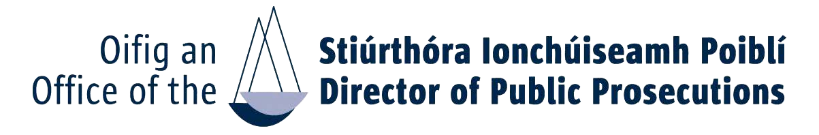 Oifig an Stiúrthóra Ionchúiseamh Poiblí
Office of the Director of Public Prosecutions